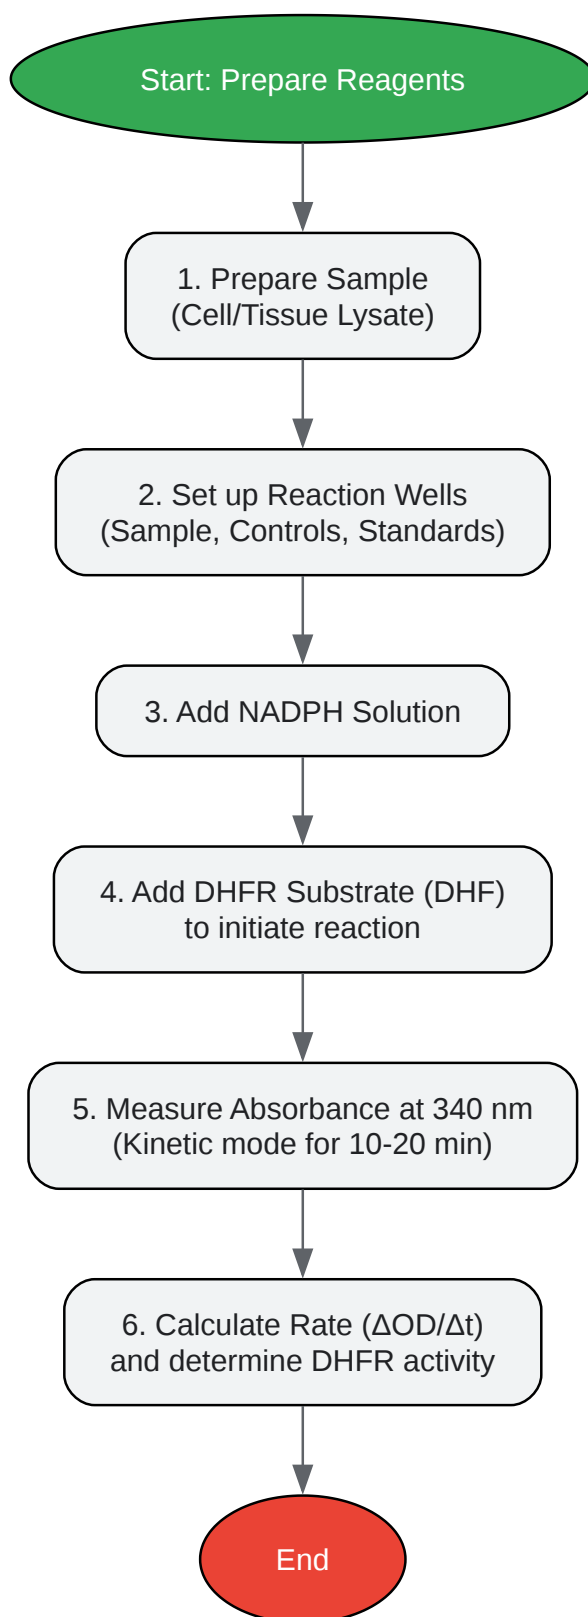 Start: Prepare Reagents
1. Prepare Sample
(Cell/Tissue Lysate)
2. Set up Reaction Wells
(Sample, Controls, Standards)
3. Add NADPH Solution
4. Add DHFR Substrate (DHF)
to initiate reaction
5. Measure Absorbance at 340 nm
(Kinetic mode for 10-20 min)
6. Calculate Rate (ΔOD/Δt)
and determine DHFR activity
End